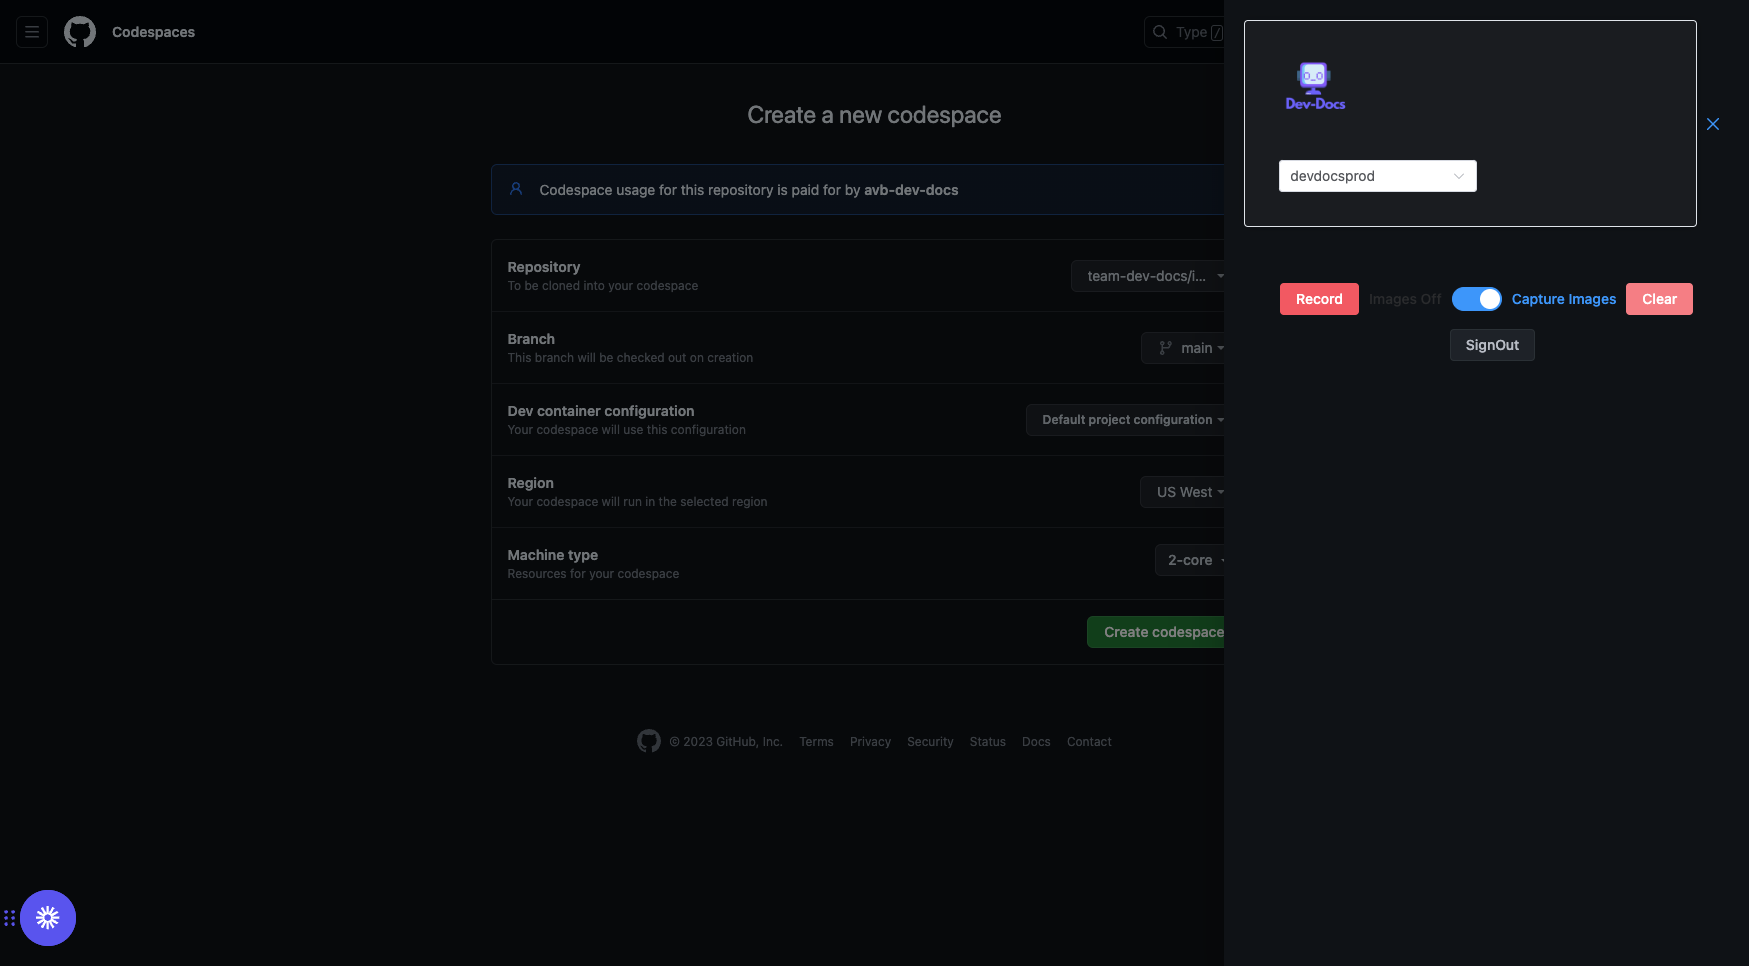 Codespaces
Type /
Create a new codespace
Codespace usage for this repository is paid for by avb-dev-docs
Repository
To be cloned into your codespace
team-dev-docs/i...
Branch
This branch will be checked out on creation
main
Dev container configuration
Your codespace will use this configuration
Default project configuration
Region
Your codespace will run in the selected region
US West
Machine type
Resources for your codespace
2-core
Create codespace
© 2023 GitHub, Inc. Terms Privacy Security Status Docs Contact
o_o
Dev-Docs
devdocsprod
Record Images Off Capture Images Clear
SignOut